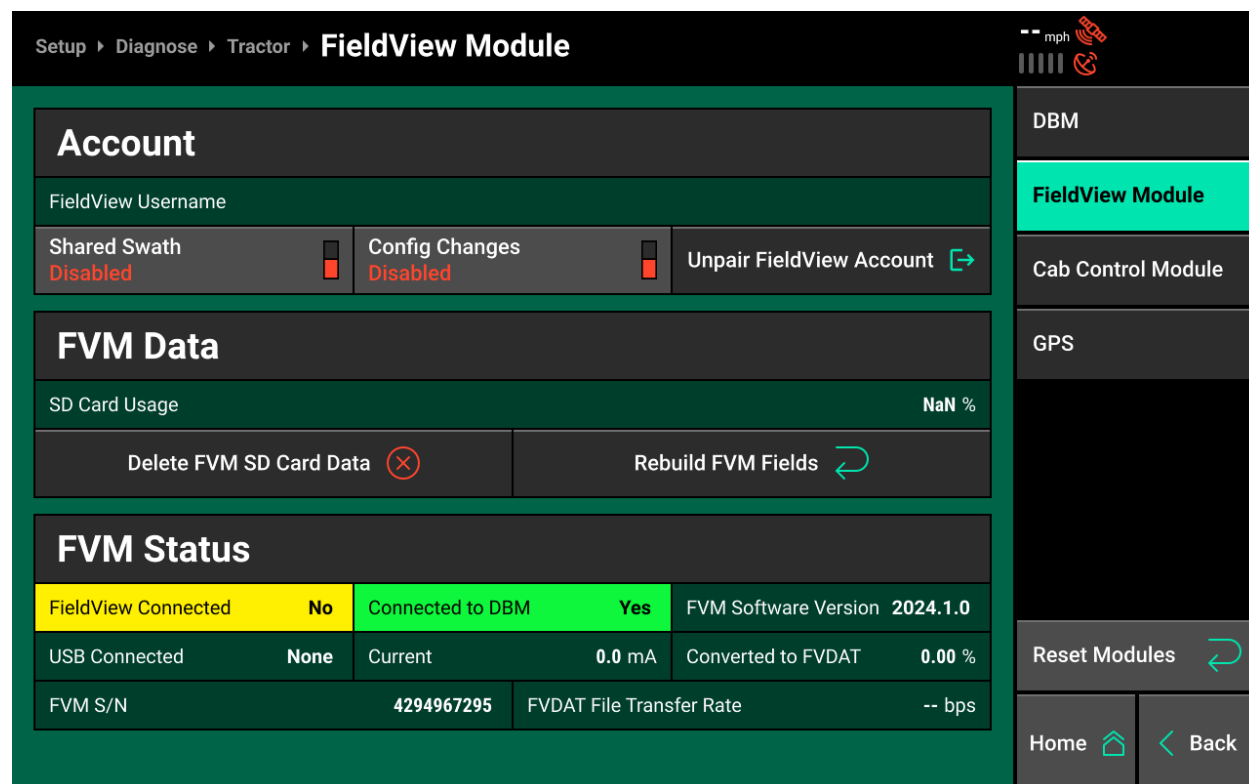 Setup ▸ Diagnose ▸ Tractor ▸ FieldView Module
-- mph
Account
FieldView Username
Shared Swath
Disabled
Config Changes
Disabled
Unpair FieldView Account
FVM Data
SD Card Usage NaN %
Delete FVM SD Card Data
Rebuild FVM Fields
FVM Status
FieldView Connected No
Connected to DBM Yes
FVM Software Version 2024.1.0
USB Connected None
Current 0.0 mA
Converted to FVDAT 0.00 %
FVM S/N 4294967295
FVDAT File Transfer Rate -- bps
DBM
FieldView Module
Cab Control Module
GPS
Reset Modules
Home
Back